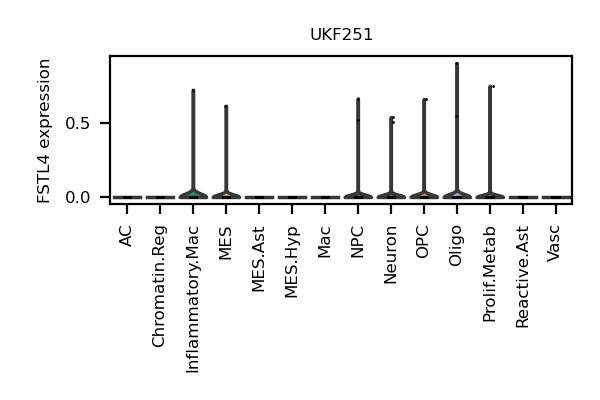 UKF251
FSTL4 expression
0.5
0.0
AC
Chromatin.Reg
Inflammatory.Mac
MES
MES.Ast
MES.Hyp
Mac
NPC
Neuron
OPC
Oligo
Prolif.Metab
Reactive.Ast
Vasc